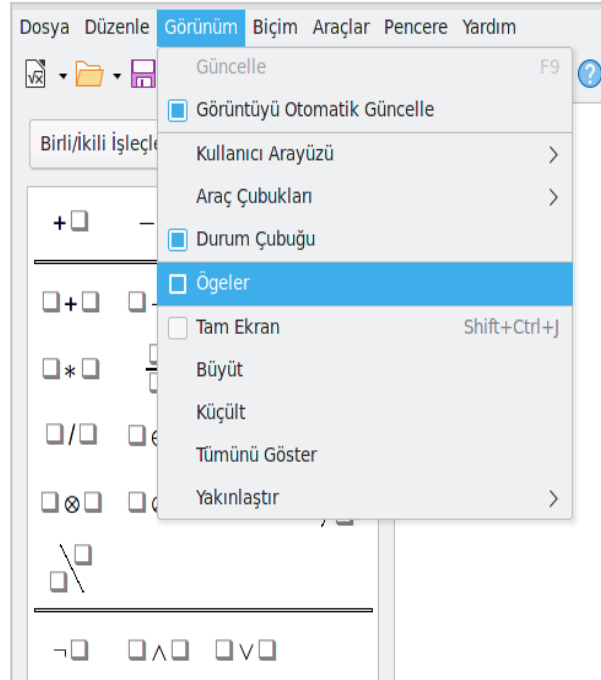 Dosya Düzenle Görünüm Biçim Araçlar Pencere Yardım
Güncelle F9
Görüntüyü Otomatik Güncelle
Birli/İkili İşleçle
Kullanıcı Arayüzü
Araç Çubukları
Durum Çubuğu
Ögeler
Tam Ekran Shift+Ctrl+J
Büyüt
Küçült
Tümünü Göster
Yakınlaştır